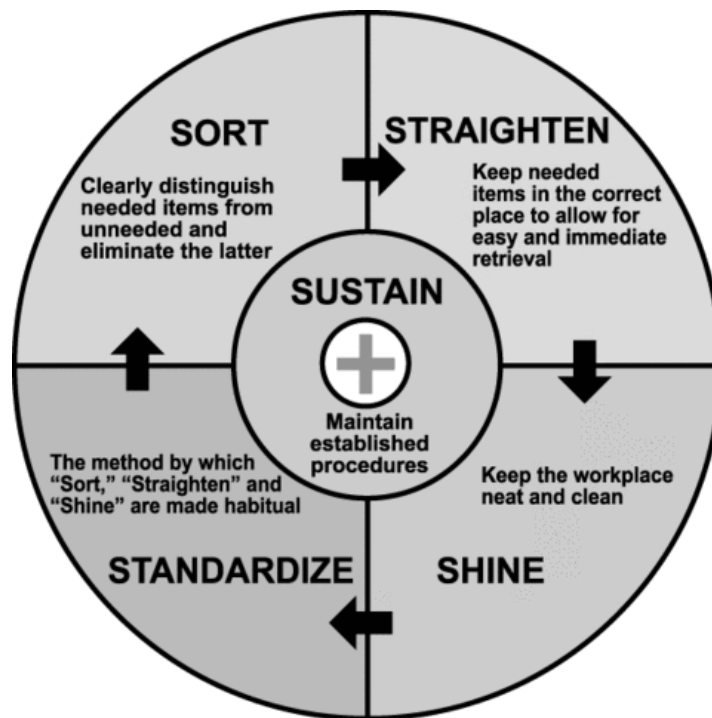 SORT
Clearly distinguish
needed items from
unneeded and
eliminate the latter
STRAIGHTEN
Keep needed
items in the correct
place to allow for
easy and immediate
retrieval
SUSTAIN
Maintain
established
procedures
The method by which
“Sort,” “Straighten” and
“Shine” are made habitual
STANDARDIZE
Keep the workplace
neat and clean
SHINE